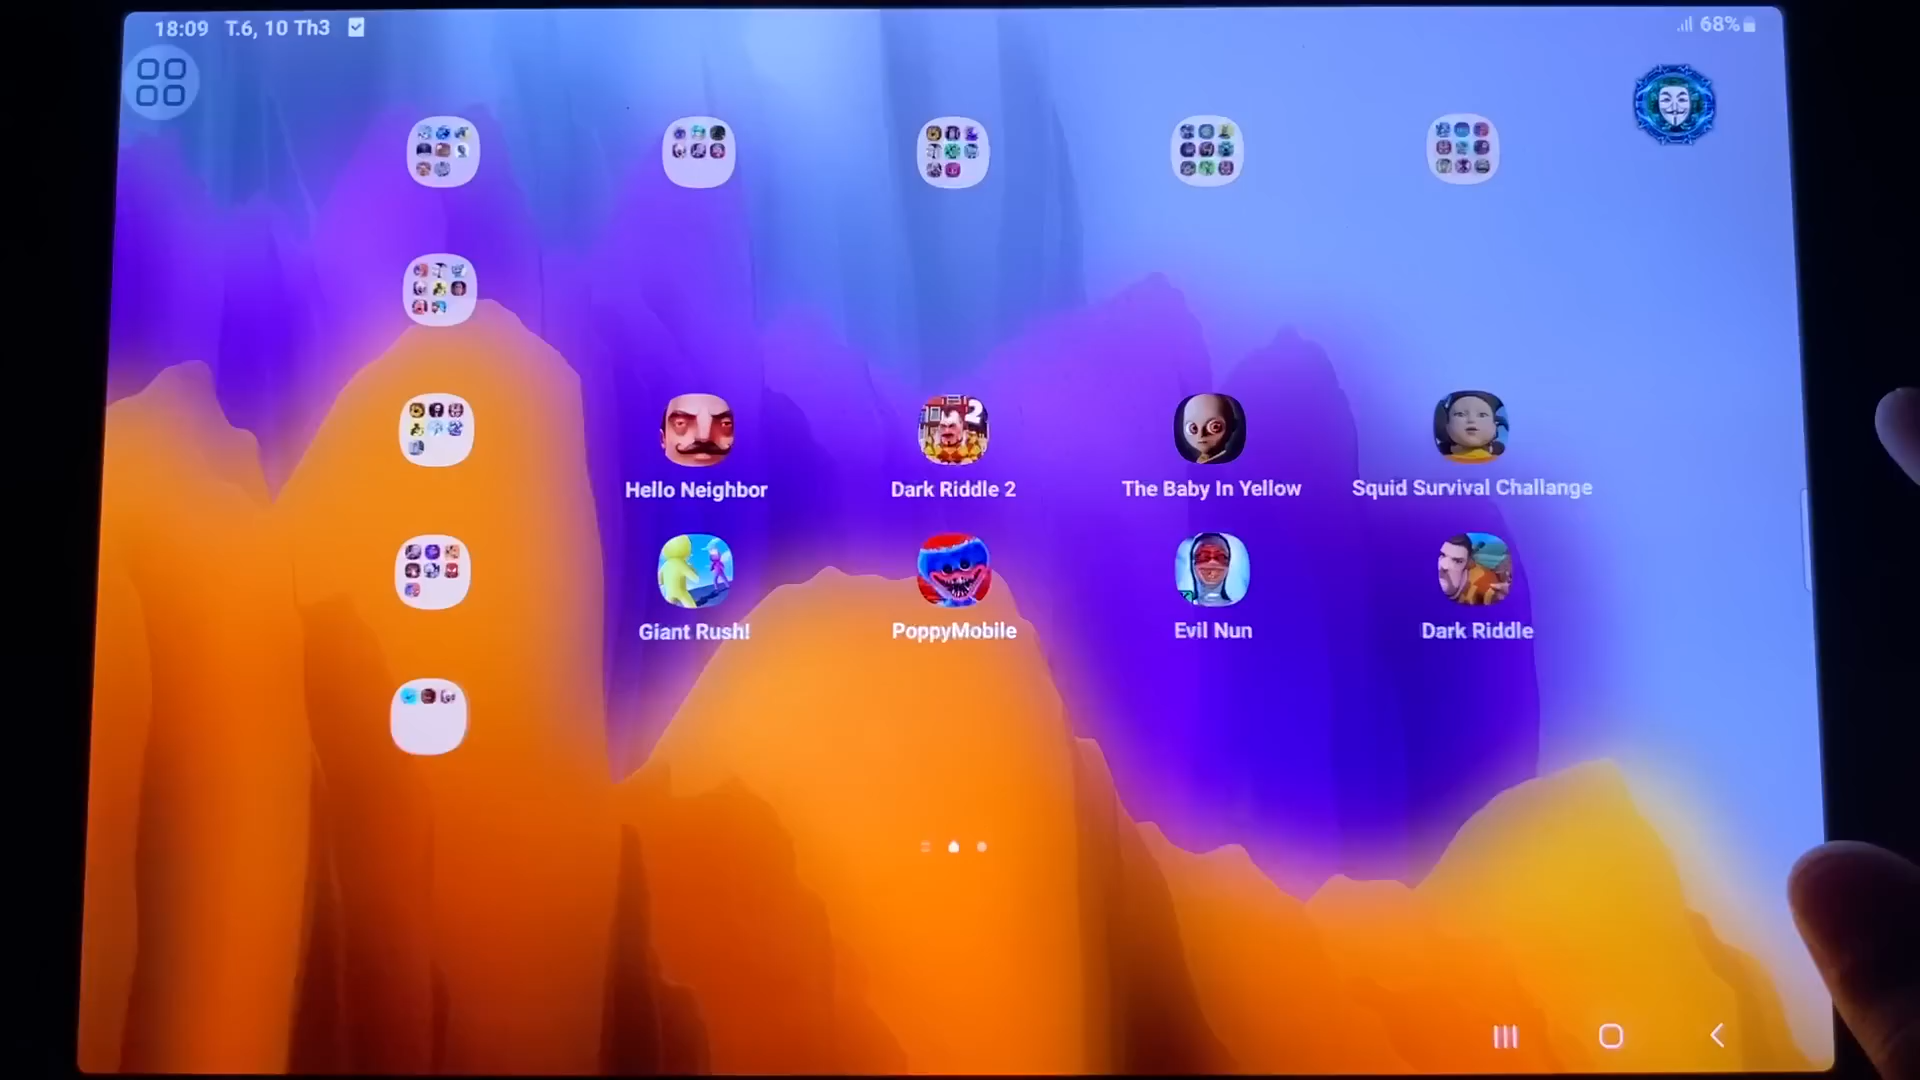 18:09 T.6, 10 Th3
68%
2
Hello Neighbor
Dark Riddle 2
The Baby In Yellow
Squid Survival Challange
Giant Rush!
PoppyMobile
Evil Nun
Dark Riddle